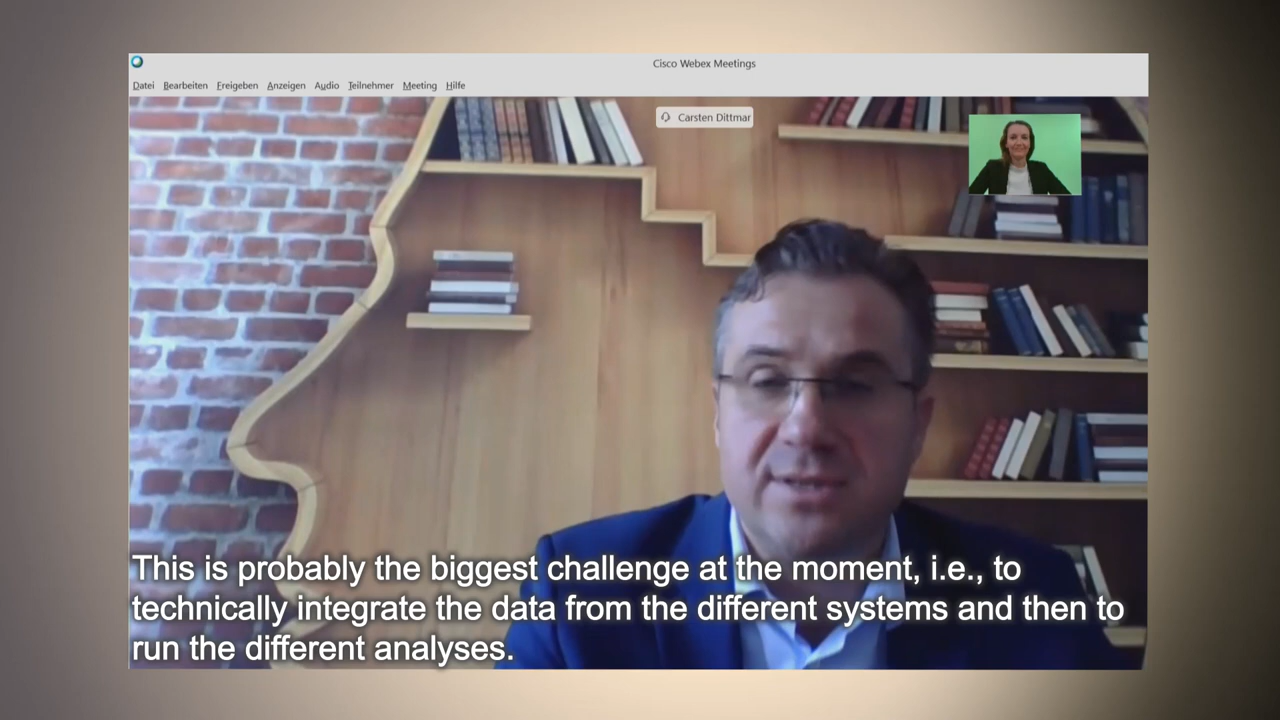 Cisco Webex Meetings
Datei Bearbeiten Freigeben Anzeigen Audio Teilnehmer Meeting Hilfe
Carsten Dittmar
This is probably the biggest challenge at the moment, i.e., to
technically integrate the data from the different systems and then to
run the different analyses.